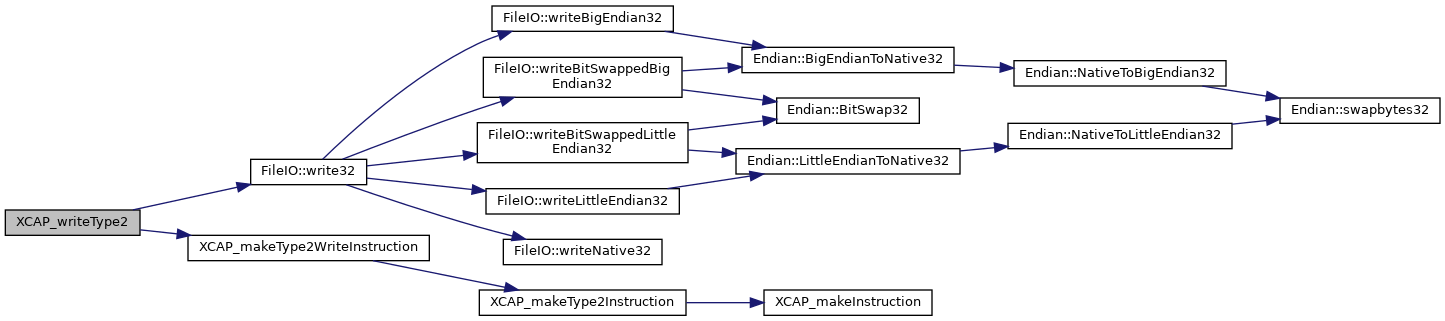 FileIO::writeBigEndian32
Endian::BigEndianToNative32
FileIO::writeBitSwappedBig
Endian32
Endian::NativeToBigEndian32
Endian::BitSwap32
Endian::swapbytes32
FileIO::writeBitSwappedLittle
Endian32
Endian::NativeToLittleEndian32
Endian::LittleEndianToNative32
FileIO::write32
FileIO::writeLittleEndian32
XCAP_writeType2
XCAP_makeType2WriteInstruction
FileIO::writeNative32
XCAP_makeType2Instruction
XCAP_makeInstruction